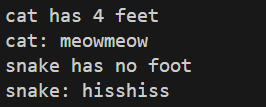 cat has 4 feet
cat: meowmeow
snake has no foot
snake: hisshiss